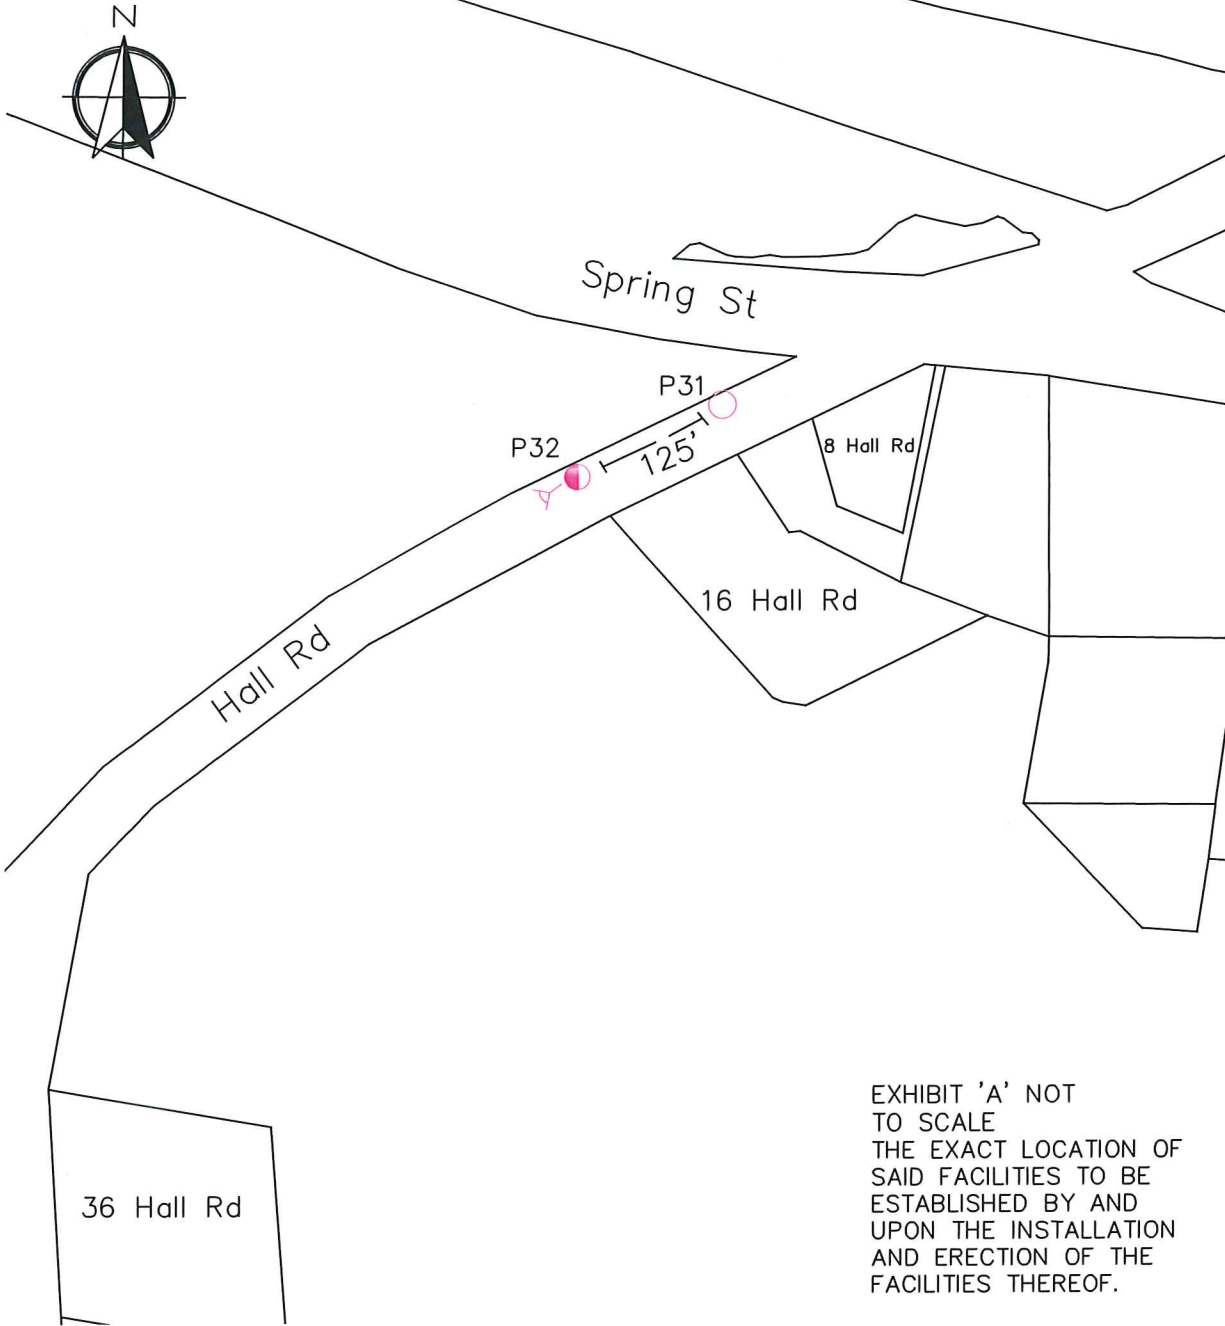 N
Spring St
P31
P32
125'
8 Hall Rd
16 Hall Rd
Hall Rd
36 Hall Rd
EXHIBIT 'A' NOT
TO SCALE
THE EXACT LOCATION OF
SAID FACILITIES TO BE
ESTABLISHED BY AND
UPON THE INSTALLATION
AND ERECTION OF THE
FACILITIES THEREOF.